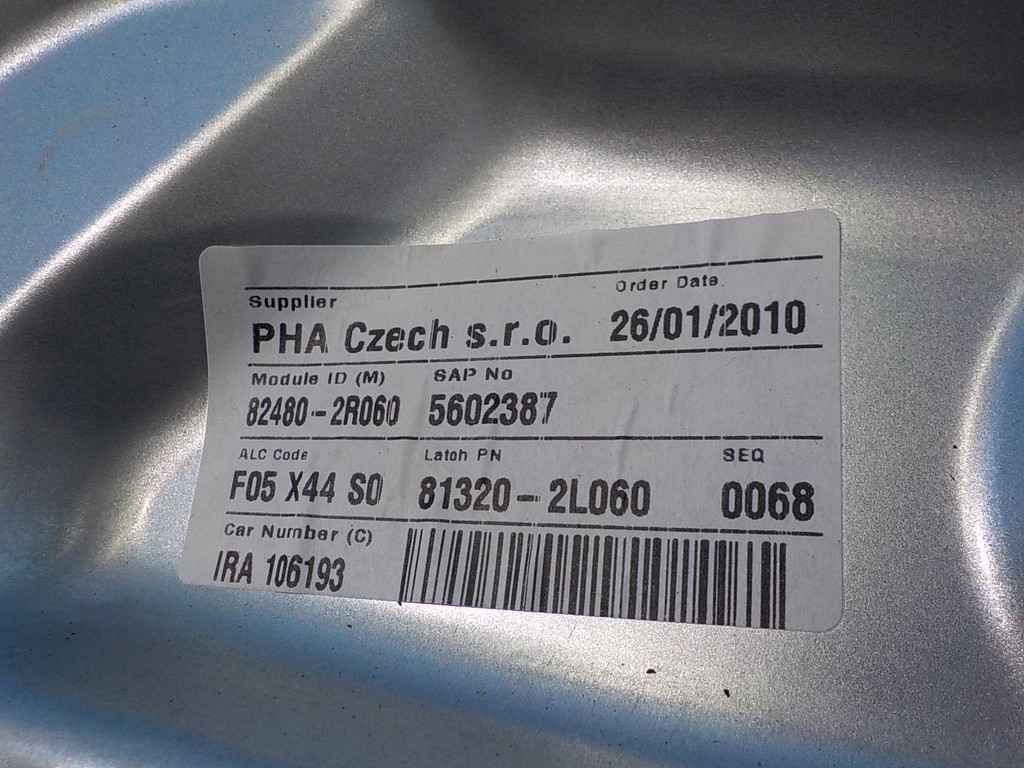 Supplier Order Date
PHA Czech s.r.o. 26/01/2010
Module ID (M) SAP No
82480-2R060 5602387
ALC Code Latch PN SEQ
F05 X44 S0 81320-2L060 0068
Car Number (C)
IRA 106193